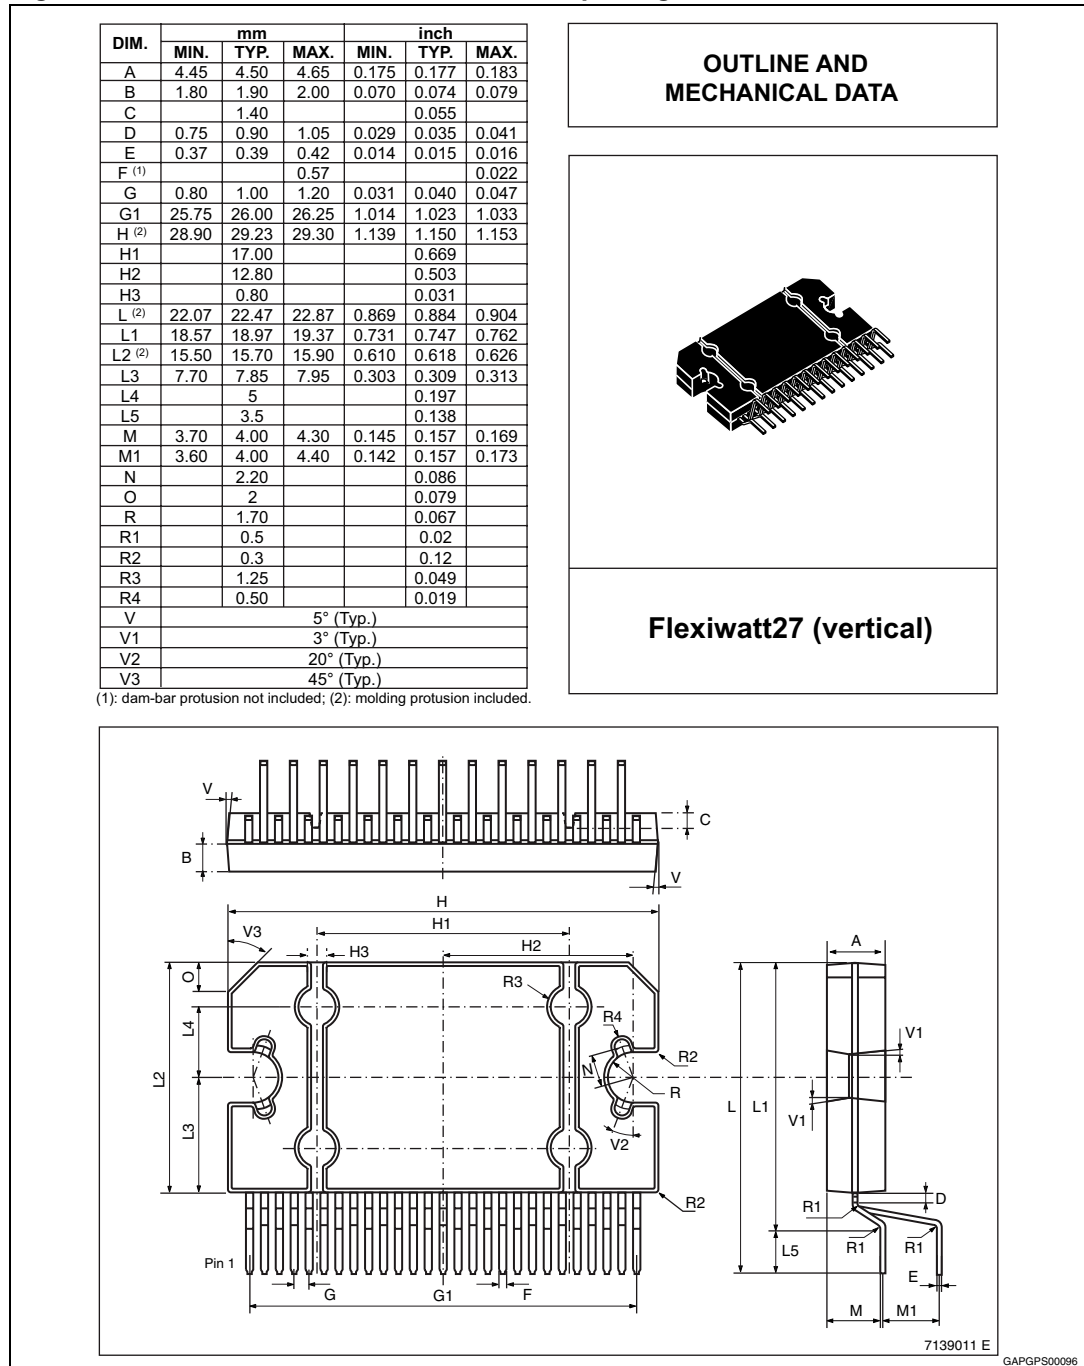 DIM. mm inch
MIN. TYP. MAX. MIN. TYP. MAX.
A 4.45 4.50 4.65 0.175 0.177 0.183
B 1.80 1.90 2.00 0.070 0.074 0.079
C 1.40 0.055
D 0.75 0.90 1.05 0.029 0.035 0.041
E 0.37 0.39 0.42 0.014 0.015 0.016
F (1) 0.57 0.022
G 0.80 1.00 1.20 0.031 0.040 0.047
G1 25.75 26.00 26.25 1.014 1.023 1.033
H (2) 28.90 29.23 29.30 1.139 1.150 1.153
H1 17.00 0.669
H2 12.80 0.503
H3 0.80 0.031
L (2) 22.07 22.47 22.87 0.869 0.884 0.904
L1 18.57 18.97 19.37 0.731 0.747 0.762
L2 (2) 15.50 15.70 15.90 0.610 0.618 0.626
L3 7.70 7.85 7.95 0.303 0.309 0.313
L4 5 0.197
L5 3.5 0.138
M 3.70 4.00 4.30 0.145 0.157 0.169
M1 3.60 4.00 4.40 0.142 0.157 0.173
N 2.20 0.086
O 2 0.079
R 1.70 0.067
R1 0.5 0.02
R2 0.3 0.12
R3 1.25 0.049
R4 0.50 0.019
V 5° (Typ.)
V1 3° (Typ.)
V2 20° (Typ.)
V3 45° (Typ.)
(1): dam-bar protusion not included; (2): molding protusion included.
OUTLINE AND
MECHANICAL DATA
Flexiwatt27 (vertical)
V
C
B
V
H
H1
V3
H3
H2
A
O
R3
L4
R4
V1
R2
N
L2
R
L
L1
V1
L3
V2
D
R2
R1
R1
R1
L5
Pin 1
E
G
G1
F
M
M1
7139011 E
GAPGPS00096